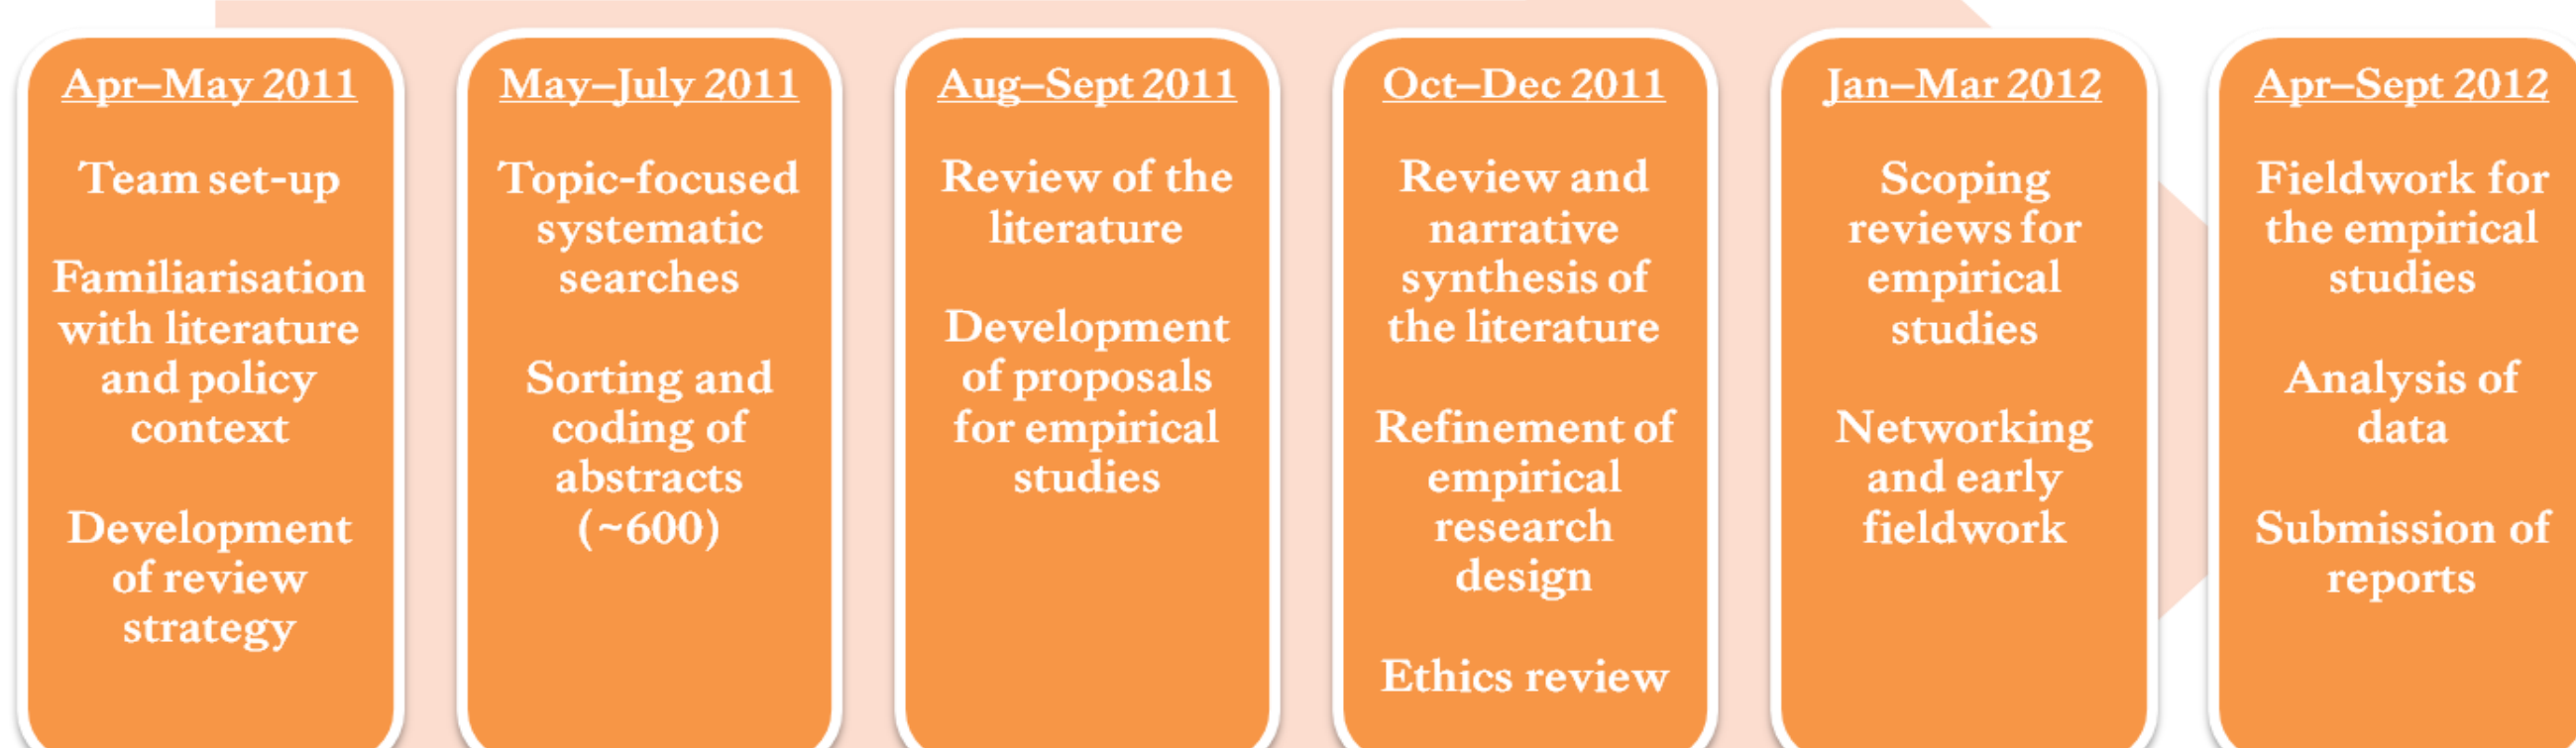 Apr–May 2011
Team set-up
Familiarisation
with literature
and policy
context
Development
of review
strategy
May–July 2011
Topic-focused
systematic
searches
Sorting and
coding of
abstracts
(~600)
Aug–Sept 2011
Review of the
literature
Development
of proposals
for empirical
studies
Oct–Dec 2011
Review and
narrative
synthesis of
the literature
Refinement of
empirical
research
design
Ethics review
Jan–Mar 2012
Scoping
reviews for
empirical
studies
Networking
and early
fieldwork
Apr–Sept 2012
Fieldwork for
the empirical
studies
Analysis of
data
Submission of
reports